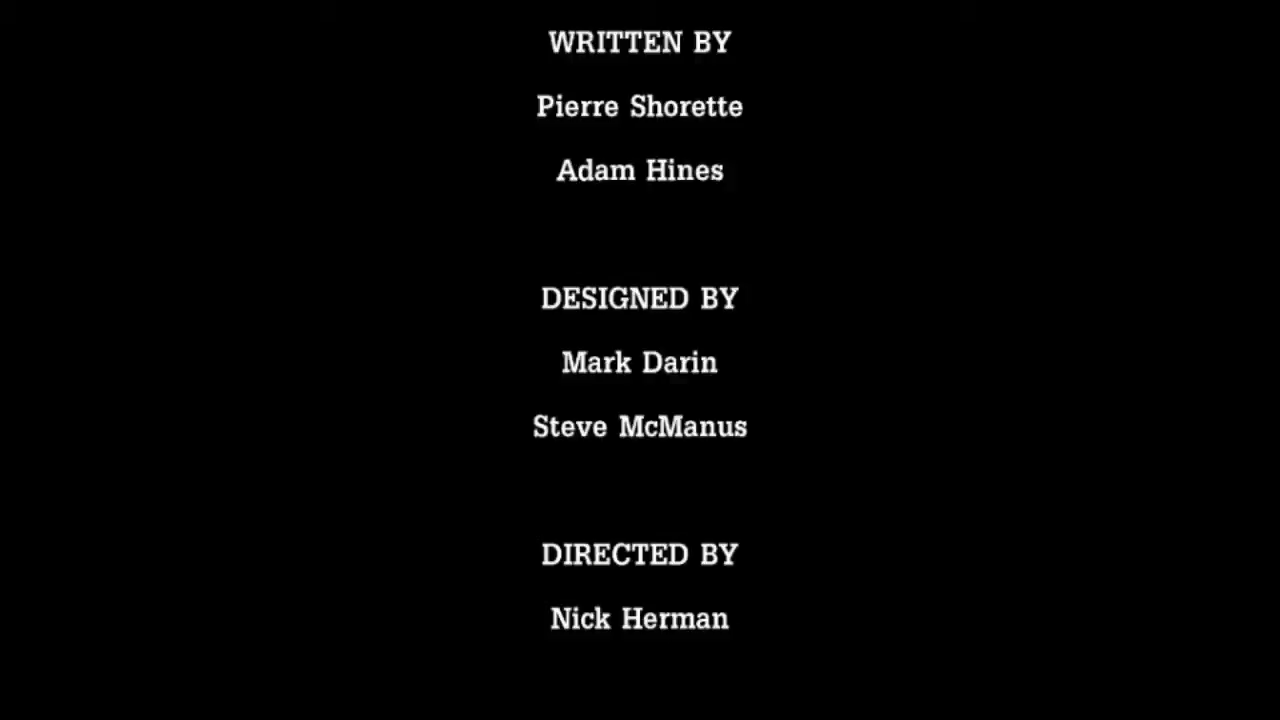 WRITTEN BY
Pierre Shorette
Adam Hines
DESIGNED BY
Mark Darin
Steve McManus
DIRECTED BY
Nick Herman